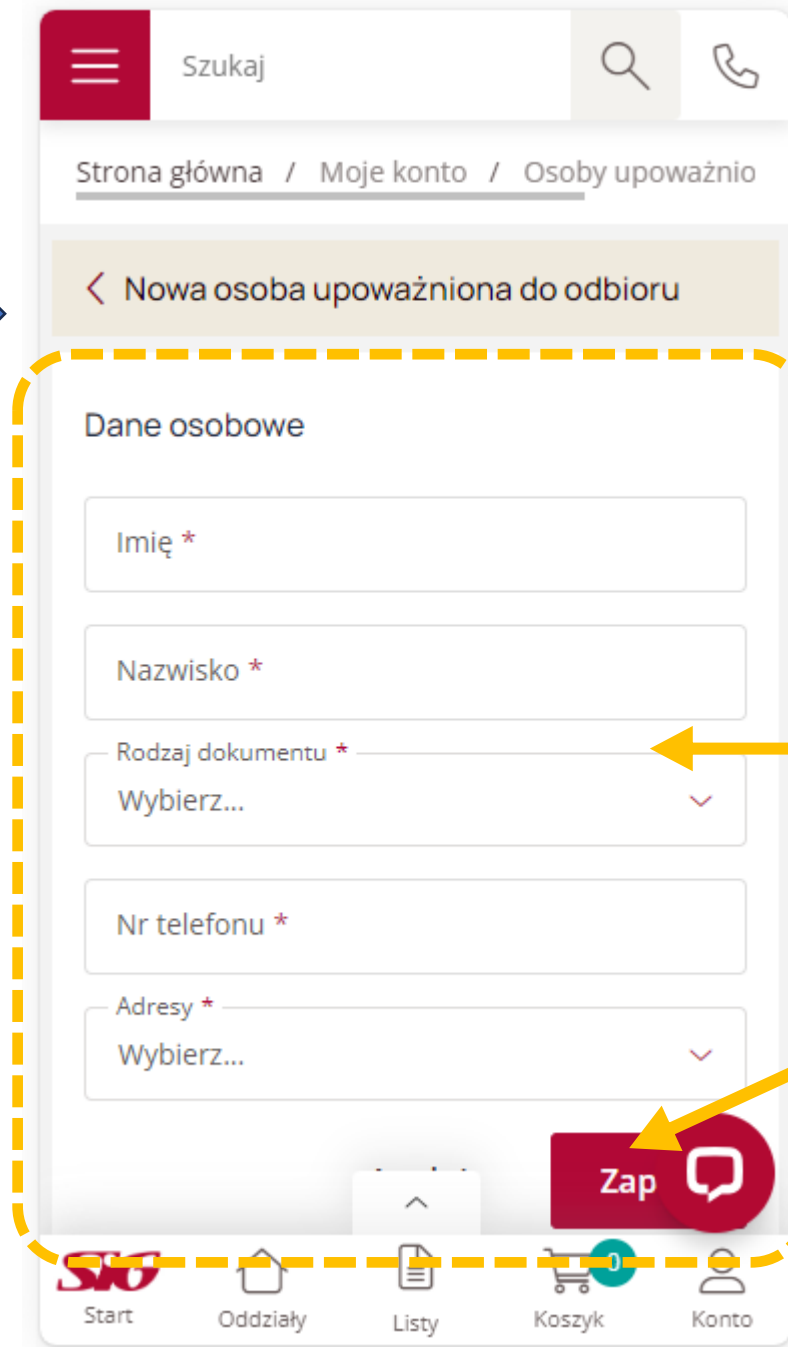 Szukaj
Strona główna / Moje konto / Osoby upoważnio
Nowa osoba upoważniona do odbioru
Dane osobowe
Imię *
Nazwisko *
Rodzaj dokumentu *
Wybierz...
Nr telefonu *
Adresy *
Wybierz...
Zap
SIG
0
Start Oddziały Listy Koszyk Konto